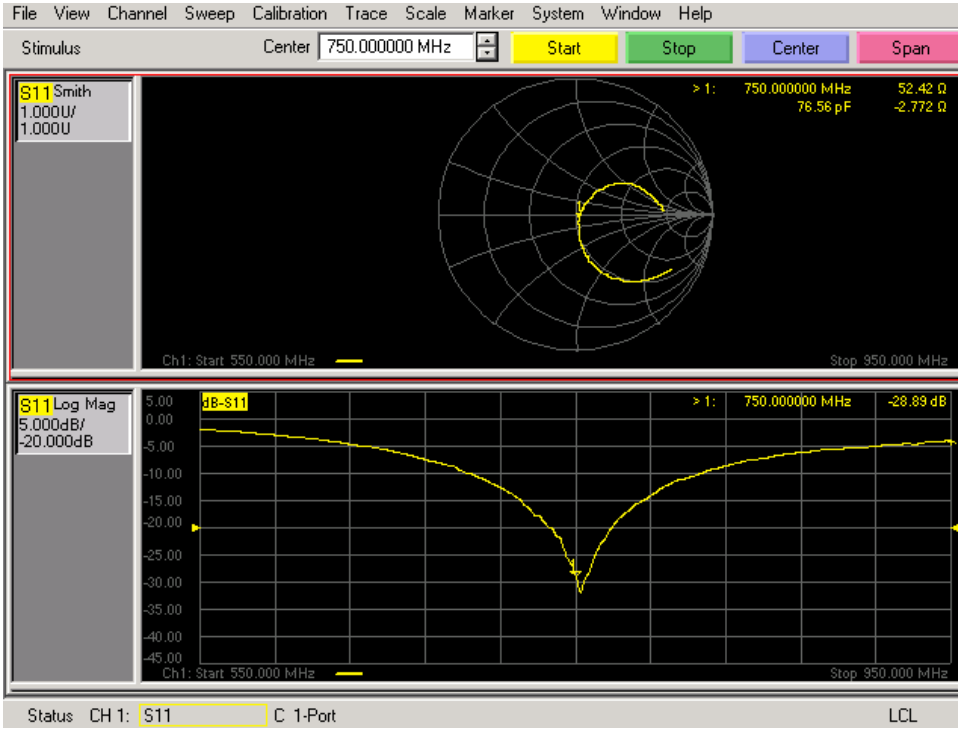 File View Channel Sweep Calibration Trace Scale Marker System Window Help
Stimulus Center 750.000000 MHz Start Stop Center Span
S11 Smith
1.000U/
1.000U
> 1: 750.000000 MHz 52.42 Ω
76.56 pF -2.772 Ω
Ch1: Start 550.000 MHz Stop 950.000 MHz
S11 Log Mag
5.000dB/
-20.000dB
dB-S11 > 1: 750.000000 MHz -28.89 dB
5.00
0.00
-5.00
-10.00
-15.00
-20.00
-25.00
-30.00
-35.00
-40.00
-45.00
Ch1: Start 550.000 MHz Stop 950.000 MHz
Status CH 1: S11 C 1-Port LCL